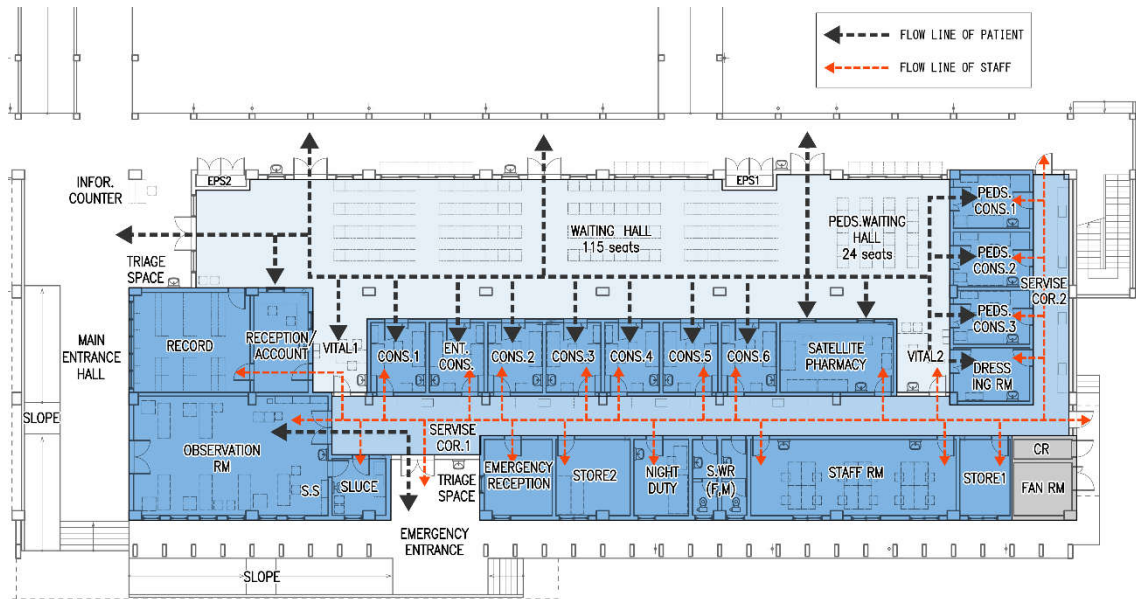 FLOW LINE OF PATIENT
FLOW LINE OF STAFF
INFOR.
COUNTER
EPS2
EPS1
PEDS.
CONS.1
WAITING HALL
115 seats
PEDS.WAITING
HALL
24 seats
TRIAGE
SPACE
PEDS.
CONS.2
SERVISE
COR.2
MAIN
ENTRANCE
HALL
RECORD
RECEPTION/
ACCOUNT
VITAL1
CONS.1
ENT.
CONS.
CONS.2
CONS.3
CONS.4
CONS.5
CONS.6
SATELLITE
PHARMACY
VITAL2
PEDS.
CONS.3
DRESS
ING RM
SLOPE
OBSERVATION
RM
S.S
SERVISE
COR.1
SLUCE
TRIAGE
SPACE
EMERGENCY
RECEPTION
STORE2
NIGHT
DUTY
S.WR
(F,M)
STAFF RM
STORE1
CR
FAN RM
EMERGENCY
ENTRANCE
SLOPE